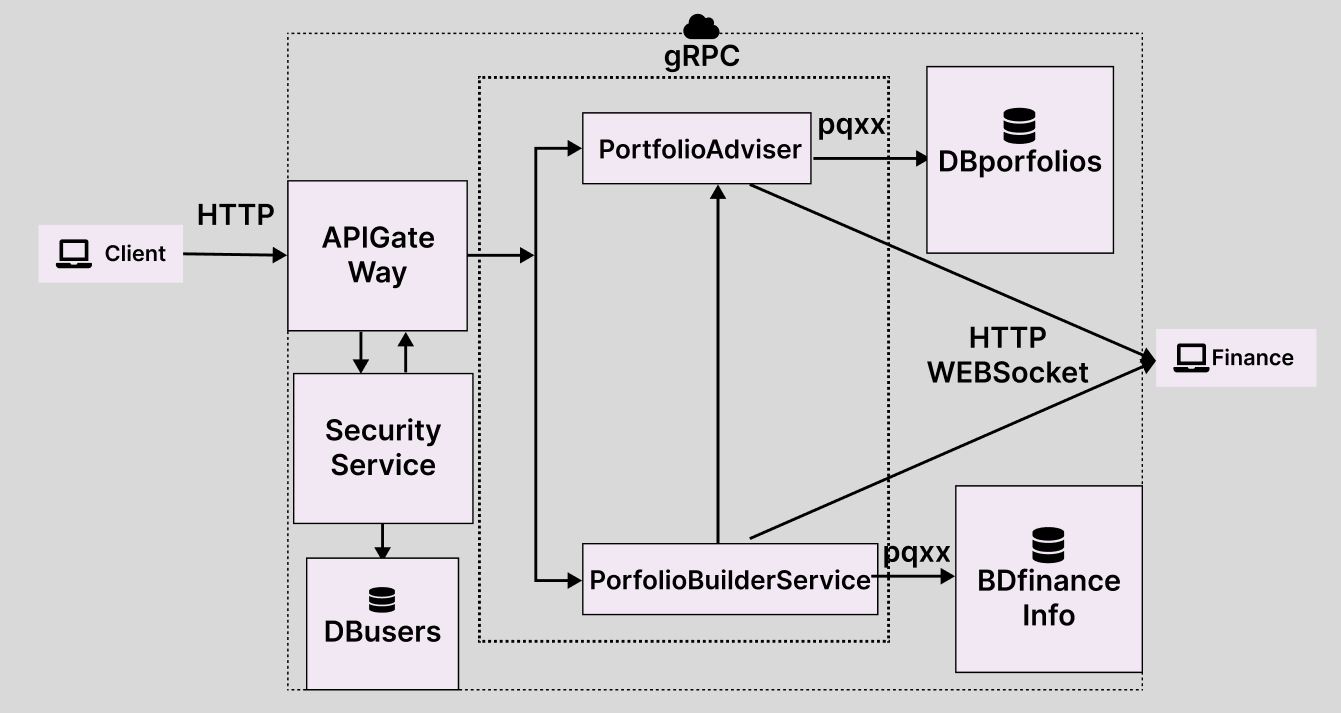 gRPC
pqxx
PortfolioAdviser
DBporfolios
HTTP
Client
APIGate
Way
HTTP
WEBSocket
Finance
Security
Service
pqxx
PorfolioBuilderService
BDfinance
Info
DBusers